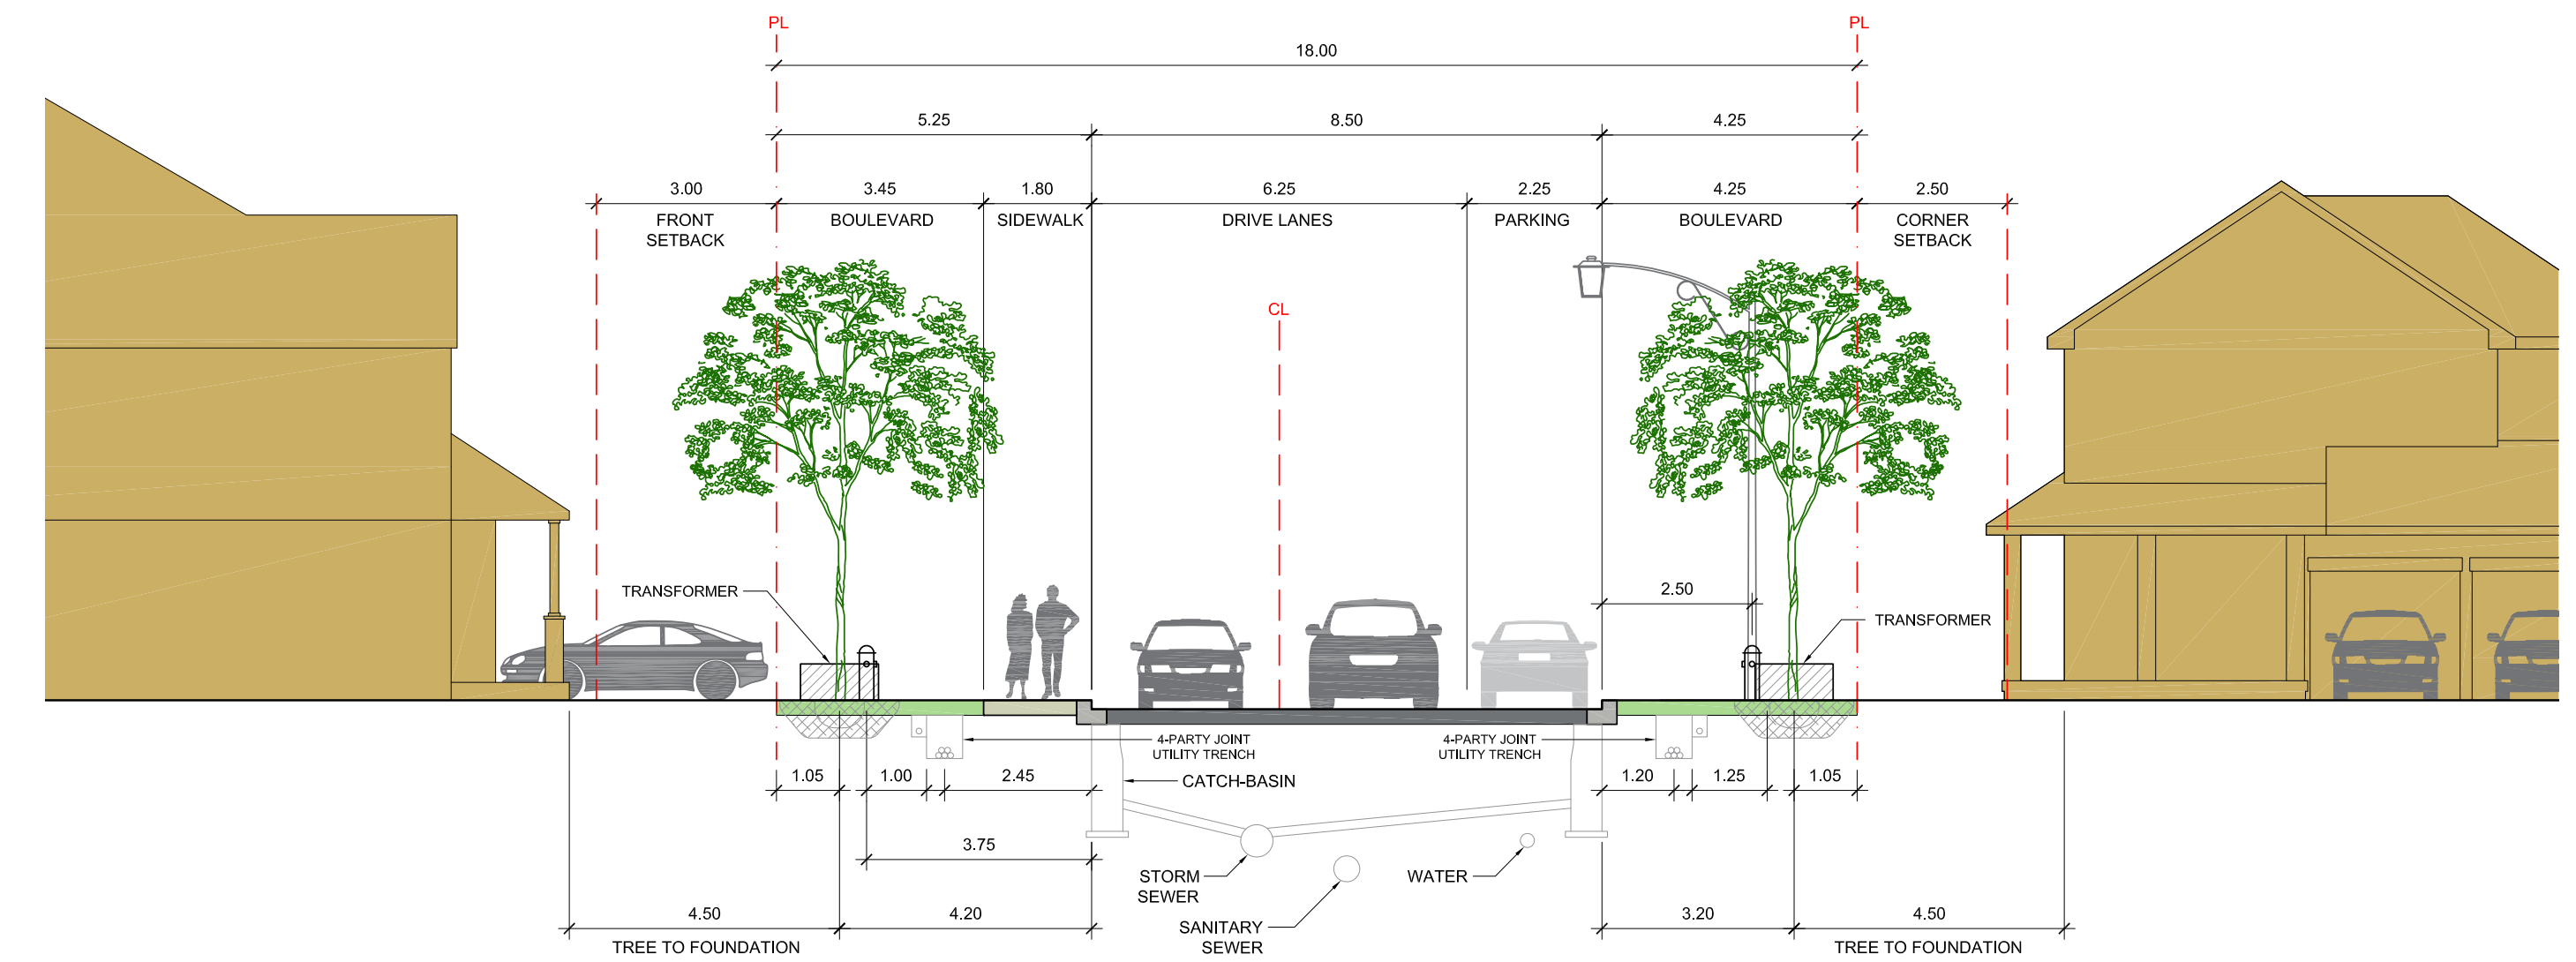 PL
PL
18.00
5.25
8.50
4.25
3.00
3.45
1.80
6.25
2.25
4.25
2.50
FRONT
SETBACK
BOULEVARD
SIDEWALK
DRIVE LANES
PARKING
BOULEVARD
CORNER
SETBACK
CL
TRANSFORMER
2.50
TRANSFORMER
4-PARTY JOINT
UTILITY TRENCH
4-PARTY JOINT
UTILITY TRENCH
1.05
1.00
2.45
CATCH-BASIN
1.20
1.25
1.05
3.75
STORM
SEWER
WATER
SANITARY
SEWER
4.50
4.20
3.20
4.50
TREE TO FOUNDATION
TREE TO FOUNDATION